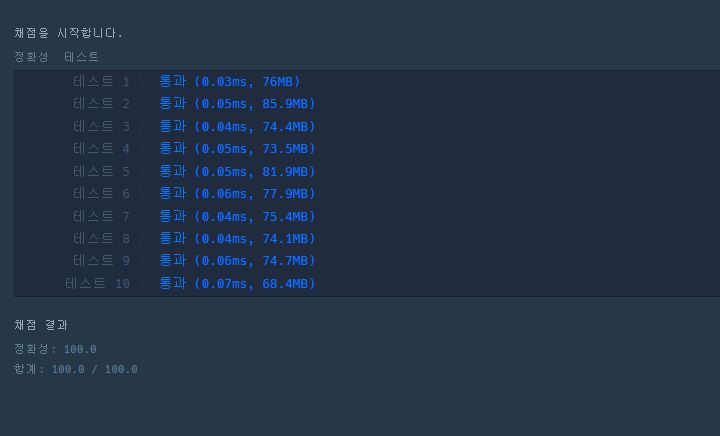 채점을 시작합니다.
정확성 테스트
테스트 1 〉 통과 (0.03ms, 76MB)
테스트 2 〉 통과 (0.05ms, 85.9MB)
테스트 3 〉 통과 (0.04ms, 74.4MB)
테스트 4 〉 통과 (0.05ms, 73.5MB)
테스트 5 〉 통과 (0.05ms, 81.9MB)
테스트 6 〉 통과 (0.06ms, 77.9MB)
테스트 7 〉 통과 (0.04ms, 75.4MB)
테스트 8 〉 통과 (0.04ms, 74.1MB)
테스트 9 〉 통과 (0.06ms, 74.7MB)
테스트 10 〉 통과 (0.07ms, 68.4MB)
채점 결과
정확성: 100.0
합계: 100.0 / 100.0